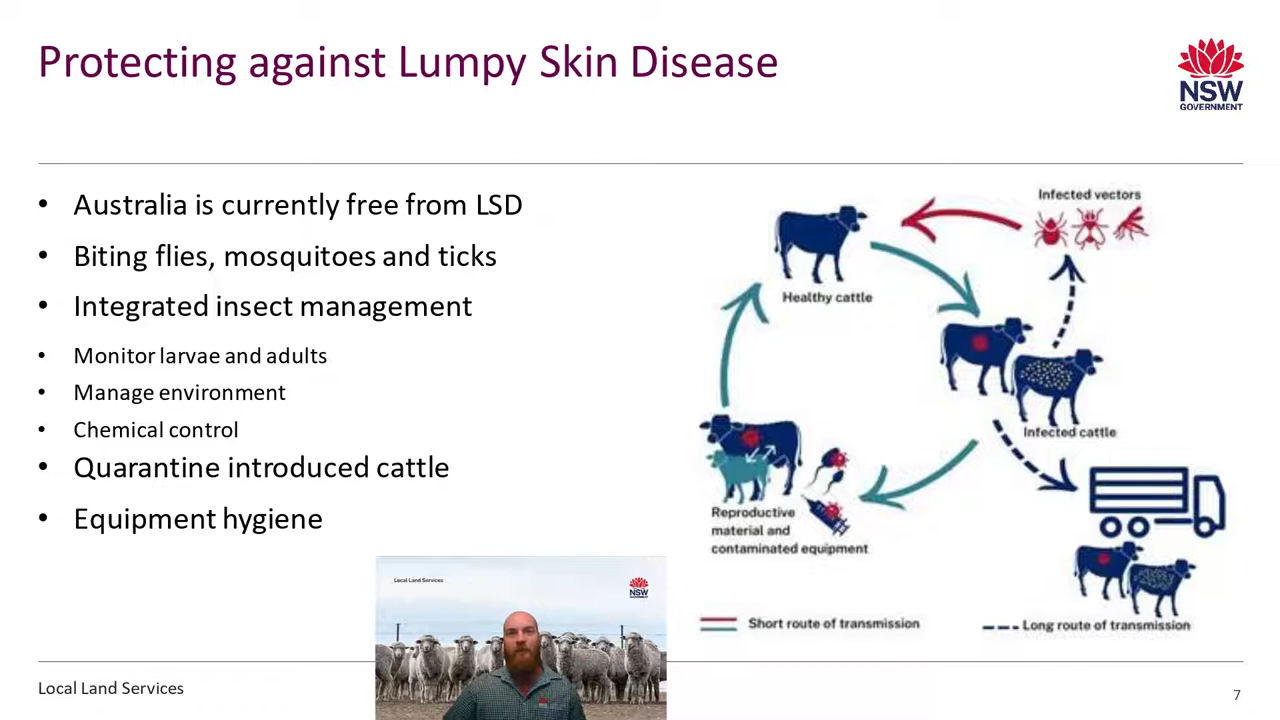 Protecting against Lumpy Skin Disease
NSW
GOVERNMENT
• Australia is currently free from LSD
• Biting flies, mosquitoes and ticks
• Integrated insect management
• Monitor larvae and adults
• Manage environment
• Chemical control
• Quarantine introduced cattle
• Equipment hygiene
Infected vectors
Healthy cattle
Infected cattle
Reproductive
material and
contaminated equipment
Short route of transmission
Long route of transmission
Local Land Services
NSW
Local Land Services
7